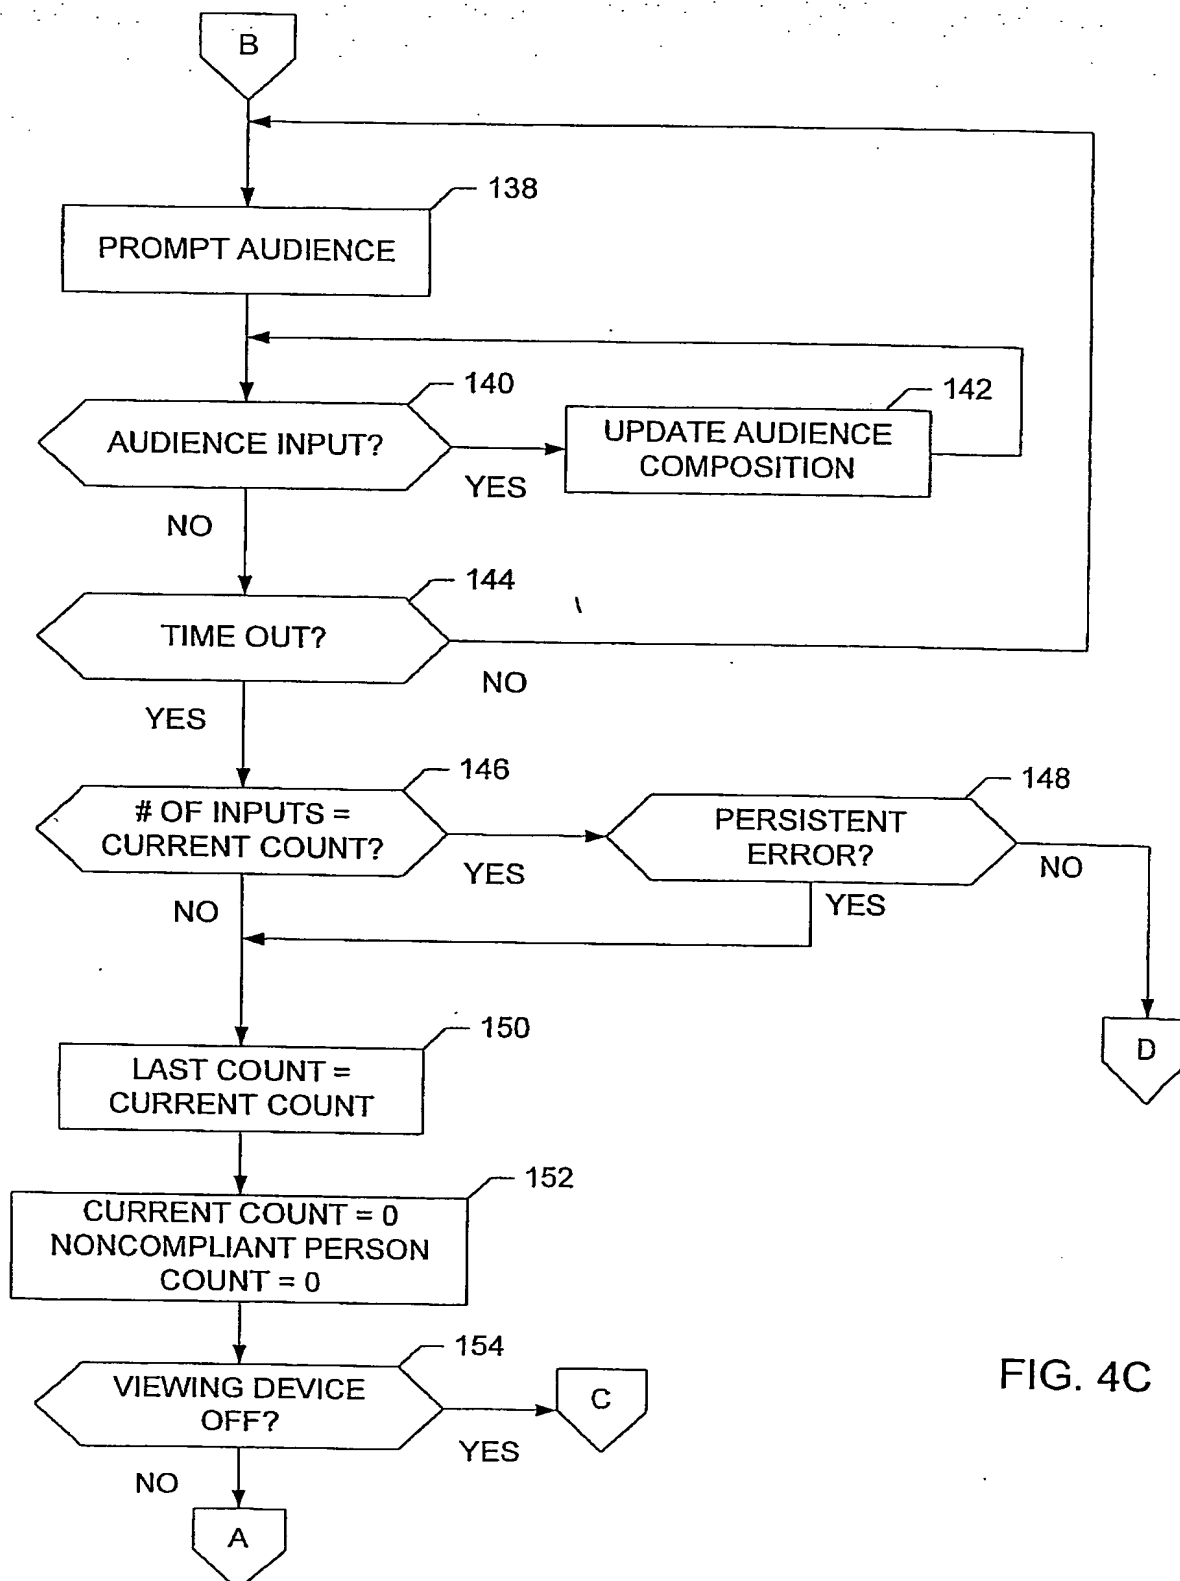 B
138
PROMPT AUDIENCE
140
AUDIENCE INPUT?
YES
142
UPDATE AUDIENCE
COMPOSITION
NO
144
TIME OUT?
NO
YES
146
# OF INPUTS =
CURRENT COUNT?
YES
148
PERSISTENT
ERROR?
NO
YES
NO
D
150
LAST COUNT =
CURRENT COUNT
152
CURRENT COUNT = 0
NONCOMPLIANT PERSON
COUNT = 0
154
VIEWING DEVICE
OFF?
YES
C
NO
A
FIG. 4C